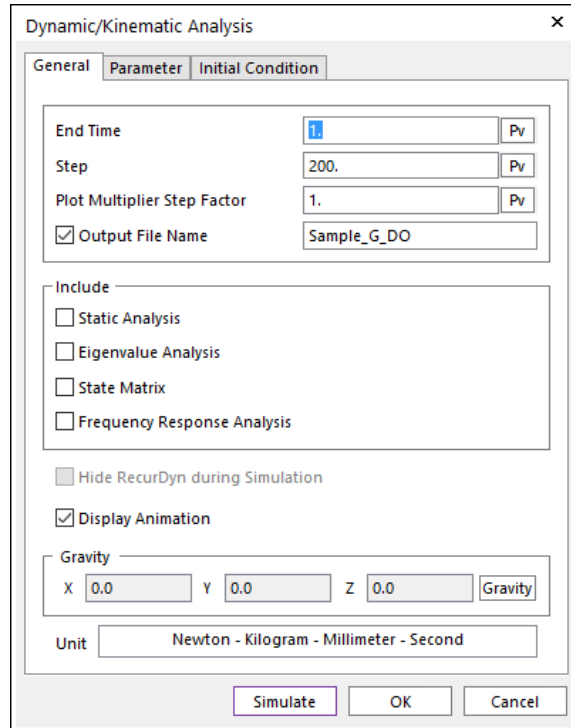 Dynamic/Kinematic Analysis ×
General Parameter Initial Condition
End Time 1. Pv
Step 200. Pv
Plot Multiplier Step Factor 1. Pv
Output File Name Sample_G_DO
Include
Static Analysis
Eigenvalue Analysis
State Matrix
Frequency Response Analysis
Hide RecurDyn during Simulation
Display Animation
Gravity
X 0.0 Y 0.0 Z 0.0 Gravity
Unit Newton - Kilogram - Millimeter - Second
Simulate OK Cancel